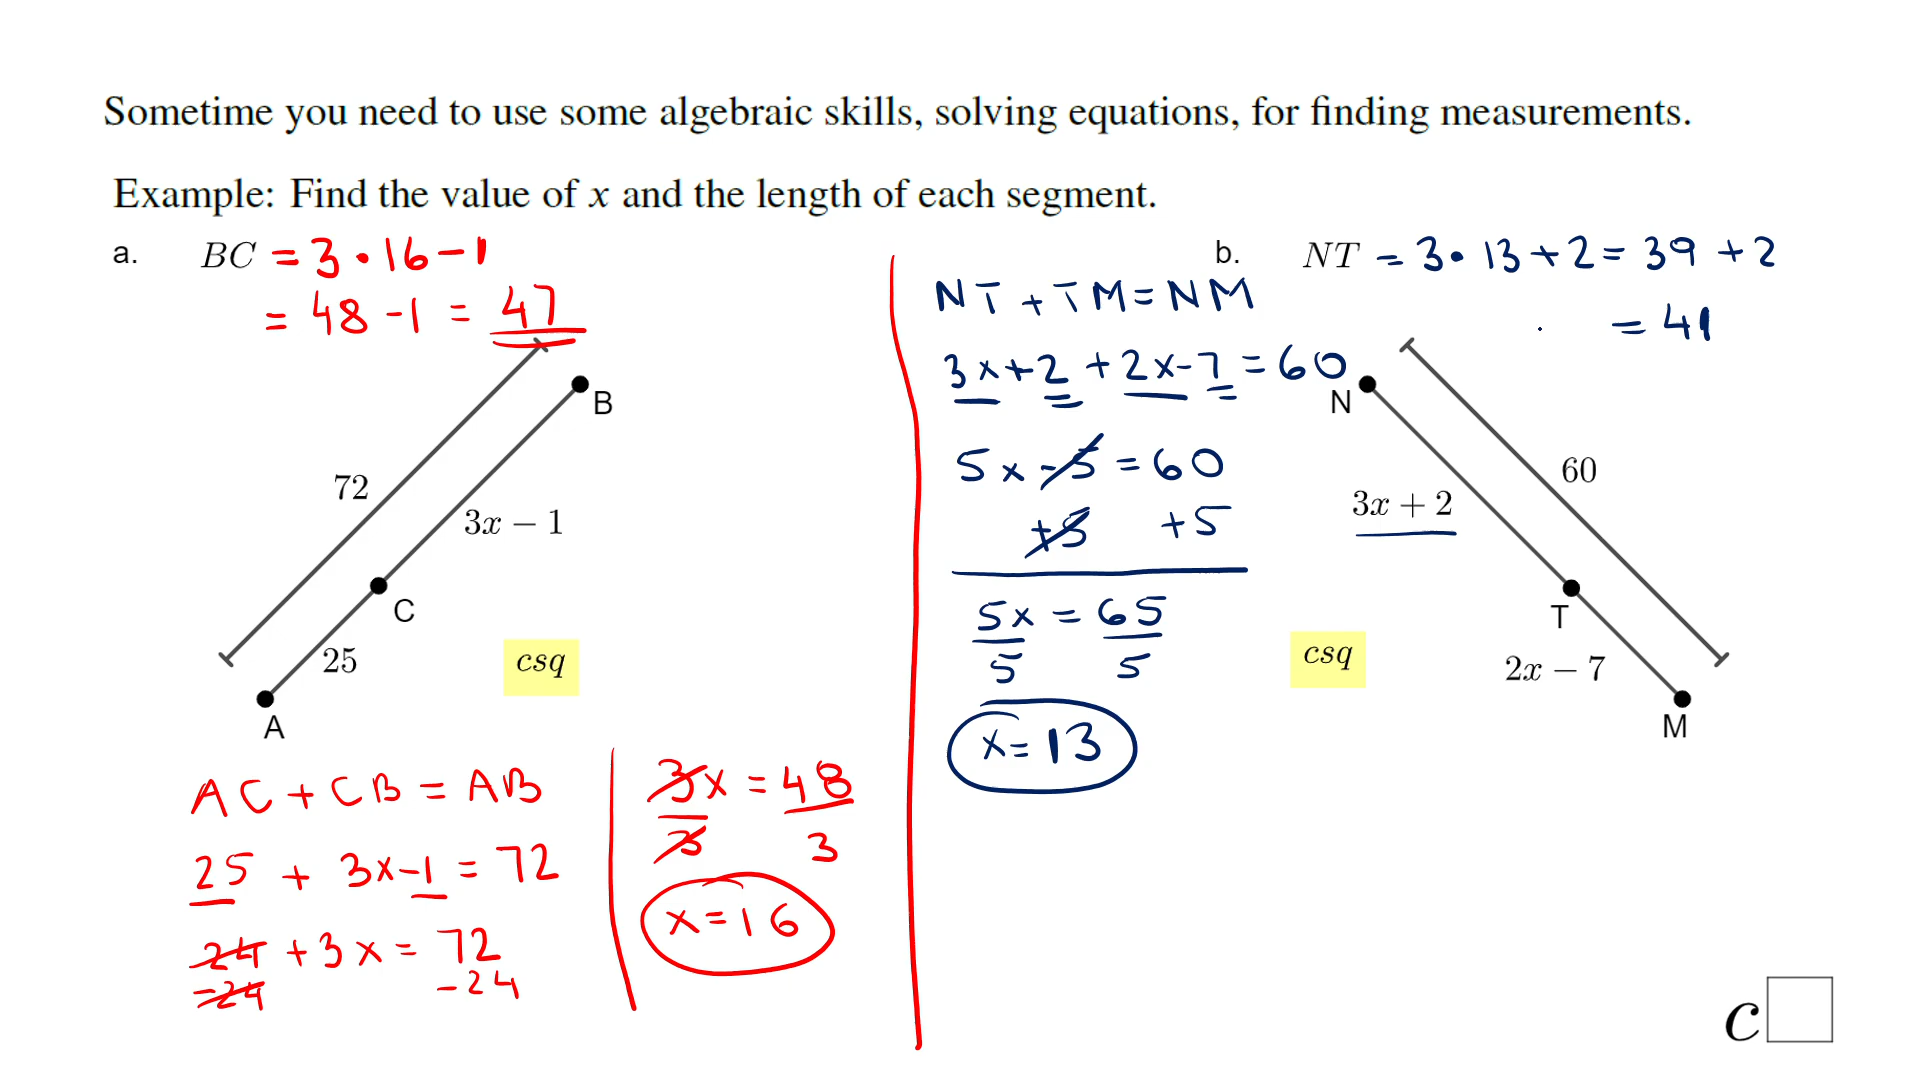 Sometime you need to use some algebraic skills, solving equations, for finding measurements.
Example: Find the value of x and the length of each segment.
a. BC = 3 • 16 - 1
= 48 - 1 = 47
72
B
3x − 1
C
25
A
csq
AC + CB = AB
25 + 3x - 1 = 72
24 + 3x = 72
-24 -24
3x = 48
3 3
x = 16
b. NT = 3 • 13 + 2 = 39 + 2
= 41
NT + TM = NM
3x + 2 + 2x - 7 = 60
5x - 5 = 60
+5 +5
5x = 65
5 5
x = 13
N
60
3x + 2
T
2x − 7
M
csq
c